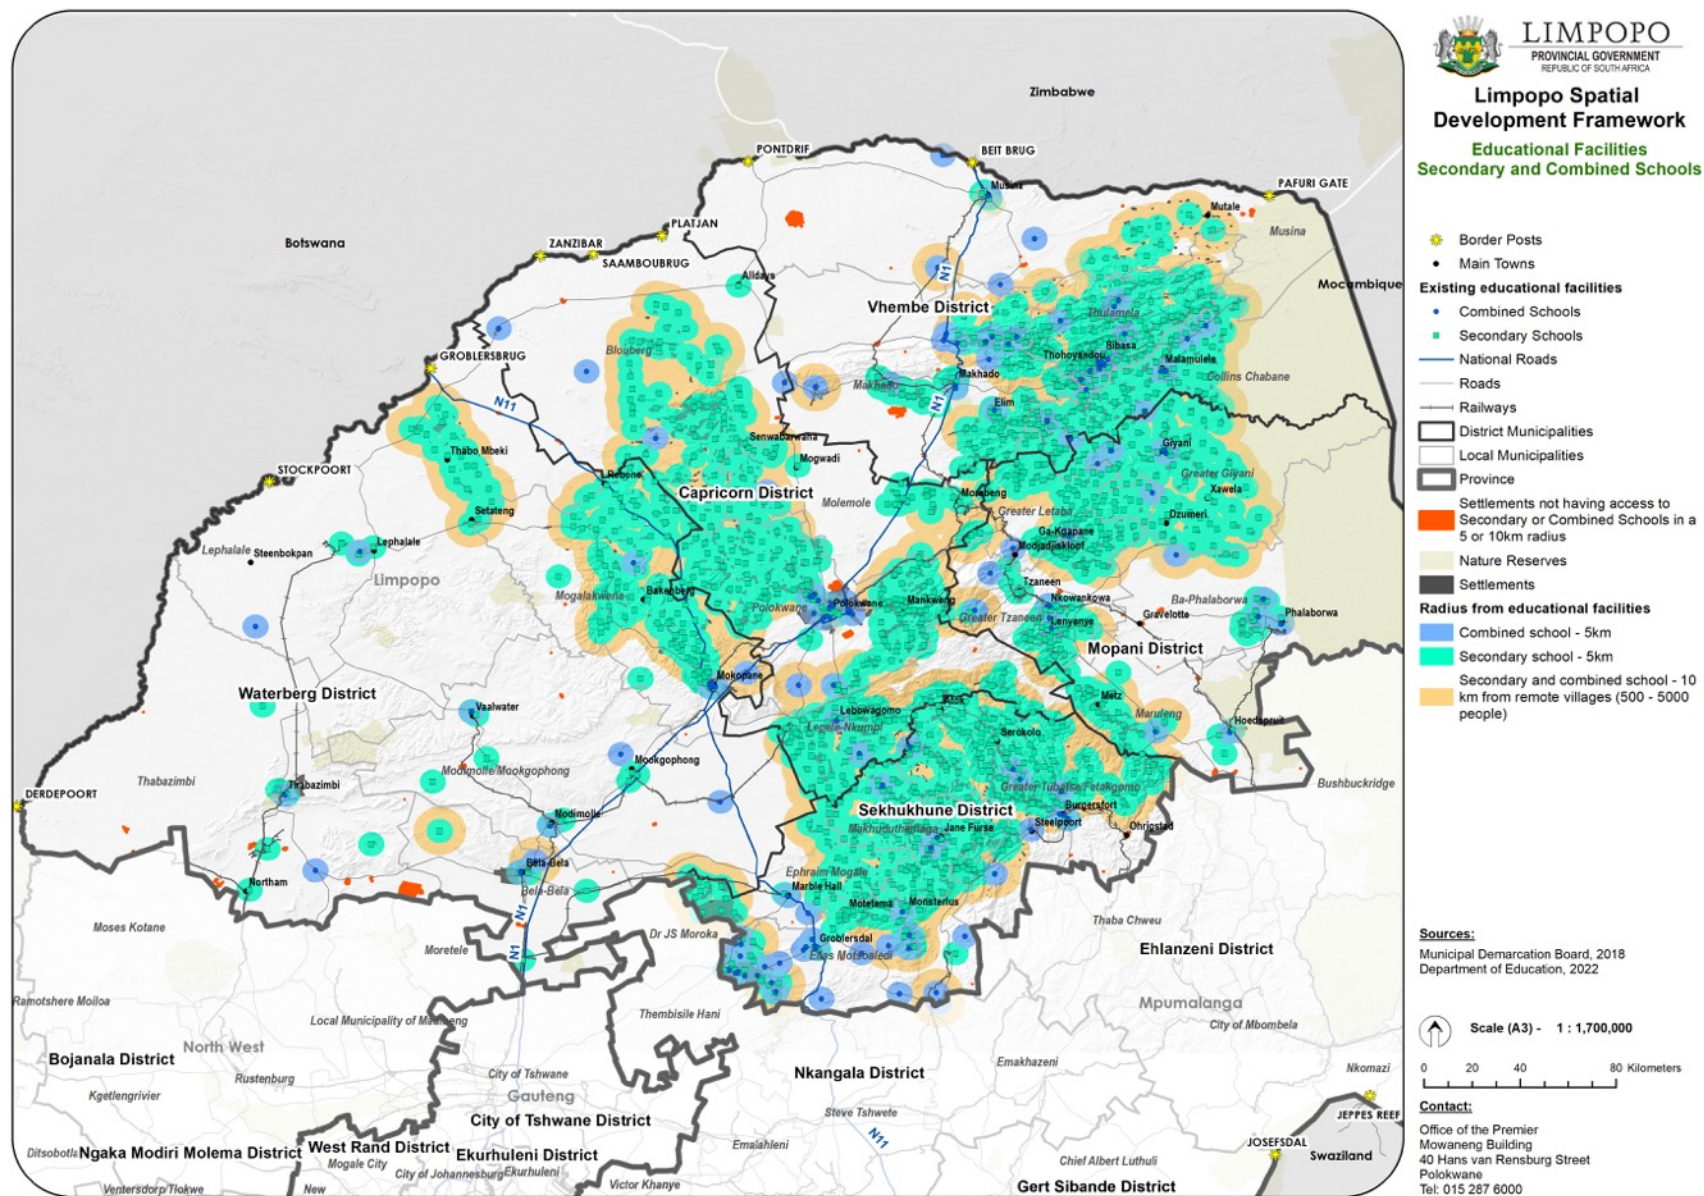 Zimbabwe
PONTDRIF
BEIT BRUG
PAFURI GATE
Musina
Mutale
Musina
PLATJAN
Botswana
ZANZIBAR
SAAMBOUBRUG
Alldays
N1
Mocambique
Vhembe District
Thulamela
GROBLERSBRUG
Blouberg
Sibasa
Thohoyandou
Malamulele
Makhado
Makhado
Collins Chabane
N11
N1
Elim
Senwabarwana
Thabo Mbeki
Mogwadi
Giyani
STOCKPOORT
Rebone
Greater Giyani
Capricorn District
Xawela
Morebeng
Molemole
Setateng
Greater Letaba
Dzumeri
Ga-Kgapane
Lephalale
Modjadjiskloof
Lephalale
Steenbokpan
Limpopo
Tzaneen
Mogalakwena
Bakenberg
Nkowankowa
Ba-Phalaborwa
Polokwane
Polokwane
Mankweng
Gravelotte
Phalaborwa
Greater Tzaneen
Lenyenye
Mopani District
Mokopane
Waterberg District
Metz
Vaalwater
Lebowagomo
Atok
Maruleng
Hoedspruit
Lepele-Nkumpi
Serckolo
Mookgophong
Modimolle/Mookgophong
Thabazimbi
Thabazimbi
Greater Tubatse/Fetakgomo
Bushbuckridge
DERDEPOORT
Sekhukhune District
Burgersfort
Modimolle
Steelpoort
Ohrigstad
Makhuduthamaga
Jane Furse
Bela-Bela
Ephraim Mogale
Northam
Bela-Bela
Marble Hall
Motetema
Monsterlus
N1
Moses Kotane
Thaba Chweu
Dr JS Moroka
Groblersdal
Moretele
N1
Elias Motsoaledi
Ehlanzeni District
Ramotshere Moiloa
Mpumalanga
Thembisile Hani
City of Mbombela
North West
Bojanala District
Emakhazeni
Nkomazi
City of Tshwane
Nkangala District
Rustenburg
Kgetlengrivier
Gauteng
Steve Tshwete
JEPPES REEF
City of Tshwane District
N11
Emalahleni
JOSEFSDAL
Ditsobotla
Ngaka Modiri Molema District
West Rand District
Ekurhuleni District
Swaziland
Mogale City
Chief Albert Luthuli
City of Johannesburg
Ekurhuleni
Ventersdorp/Tlokwe
New
Victor Khanye
Gert Sibande District
LIMPOPO
PROVINCIAL GOVERNMENT
REPUBLIC OF SOUTH AFRICA
Limpopo Spatial
Development Framework
Educational Facilities
Secondary and Combined Schools
Border Posts
Main Towns
Existing educational facilities
Combined Schools
Secondary Schools
National Roads
Roads
Railways
District Municipalities
Local Municipalities
Province
Settlements not having access to
Secondary or Combined Schools in a
5 or 10km radius
Nature Reserves
Settlements
Radius from educational facilities
Combined school - 5km
Secondary school - 5km
Secondary and combined school - 10
km from remote villages (500 - 5000
people)
Sources:
Municipal Demarcation Board, 2018
Department of Education, 2022
Scale (A3) - 1 : 1,700,000
0 20 40 80 Kilometers
Contact:
Office of the Premier
Mowaneng Building
40 Hans van Rensburg Street
Polokwane
Tel: 015 287 6000